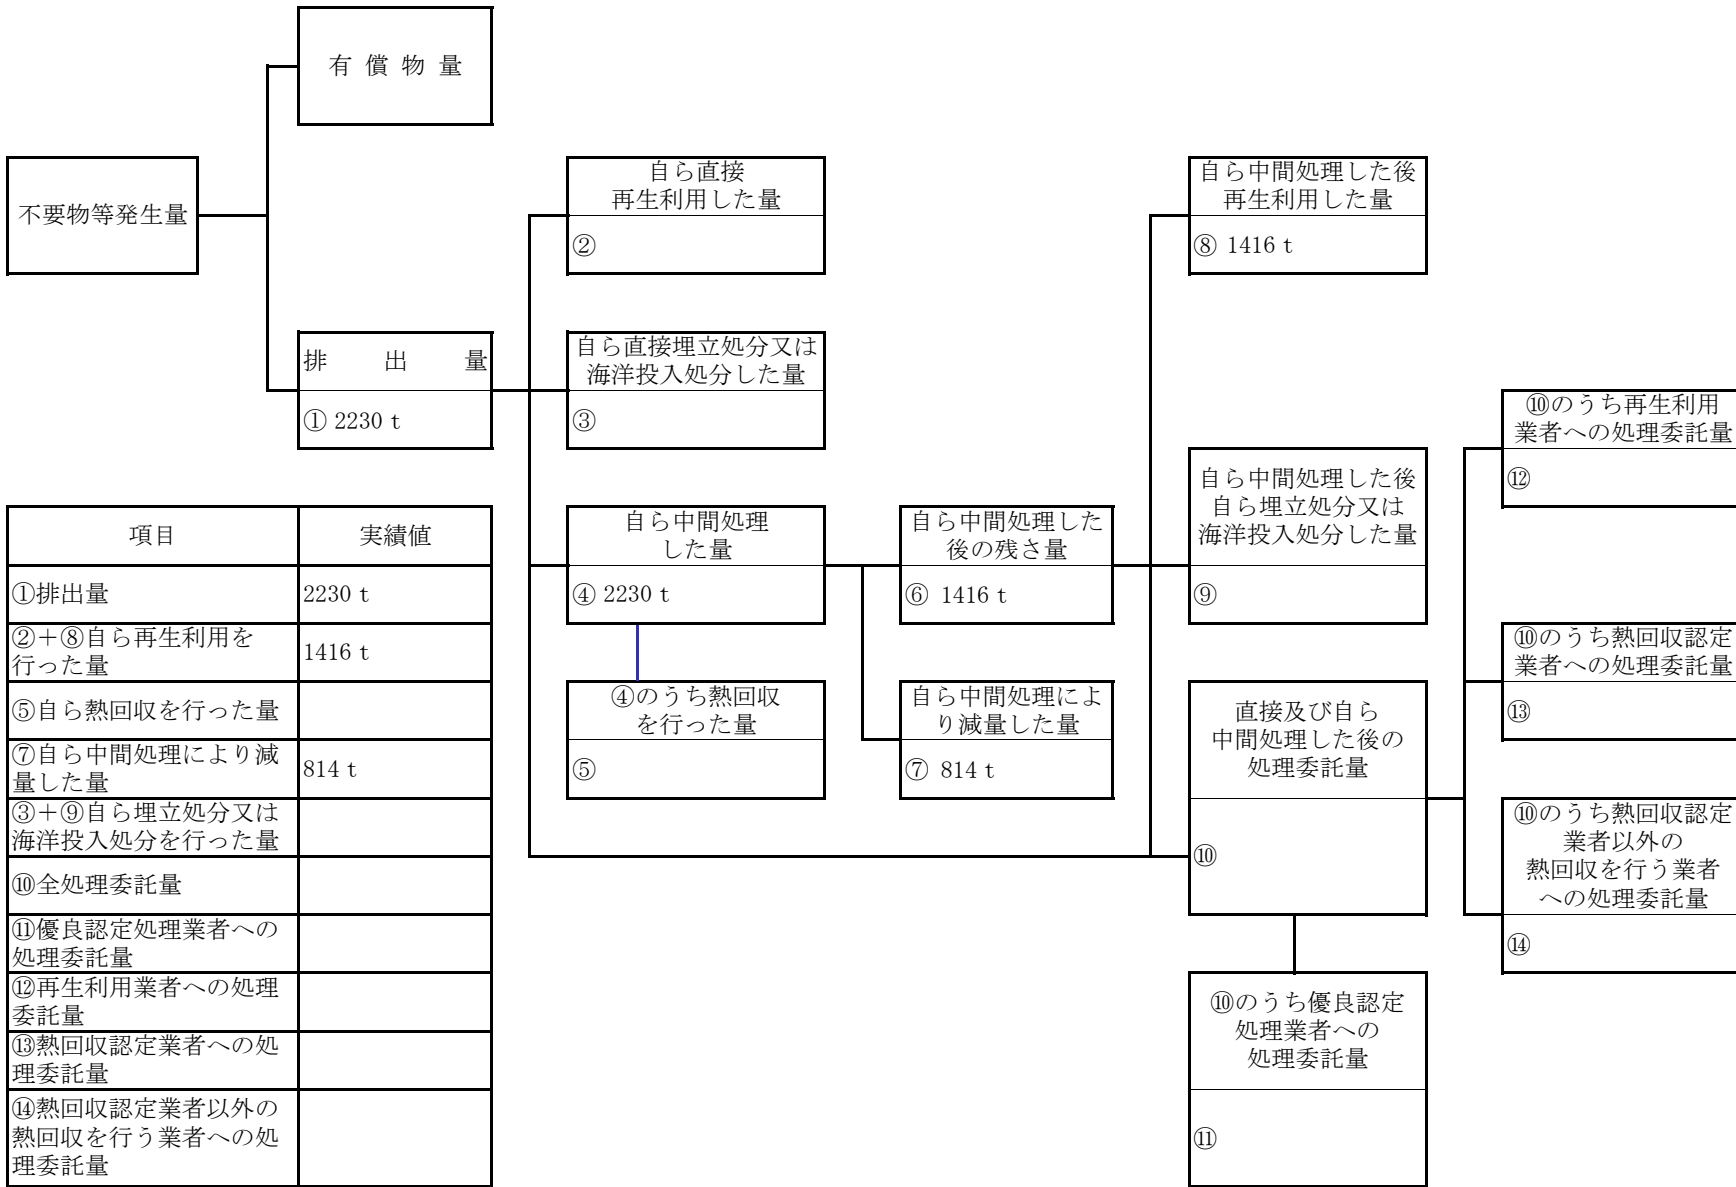 有 償 物 量
不要物等発生量
自ら直接
再生利用した量
②
自ら中間処理した後
再生利用した量
⑧ 1416 t
排 出 量
① 2230 t
自ら直接埋立処分又は
海洋投入処分した量
③
自ら中間処理
した量
④ 2230 t
自ら中間処理した
後の残さ量
⑥ 1416 t
自ら中間処理した後
自ら埋立処分又は
海洋投入処分した量
⑨
⑩のうち再生利用
業者への処理委託量
⑫
④のうち熱回収
を行った量
⑤
自ら中間処理によ
り減量した量
⑦ 814 t
直接及び自ら
中間処理した後の
処理委託量
⑩
⑩のうち熱回収認定
業者への処理委託量
⑬
⑩のうち熱回収認定
業者以外の
熱回収を行う業者
への処理委託量
⑭
⑩のうち優良認定
処理業者への
処理委託量
⑪
項目 実績値
①排出量 2230 t
②+⑧自ら再生利用を
行った量 1416 t
⑤自ら熱回収を行った量
⑦自ら中間処理により減
量した量 814 t
③+⑨自ら埋立処分又は
海洋投入処分を行った量
⑩全処理委託量
⑪優良認定処理業者への
処理委託量
⑫再生利用業者への処理
委託量
⑬熱回収認定業者への処
理委託量
⑭熱回収認定業者以外の
熱回収を行う業者への処
理委託量